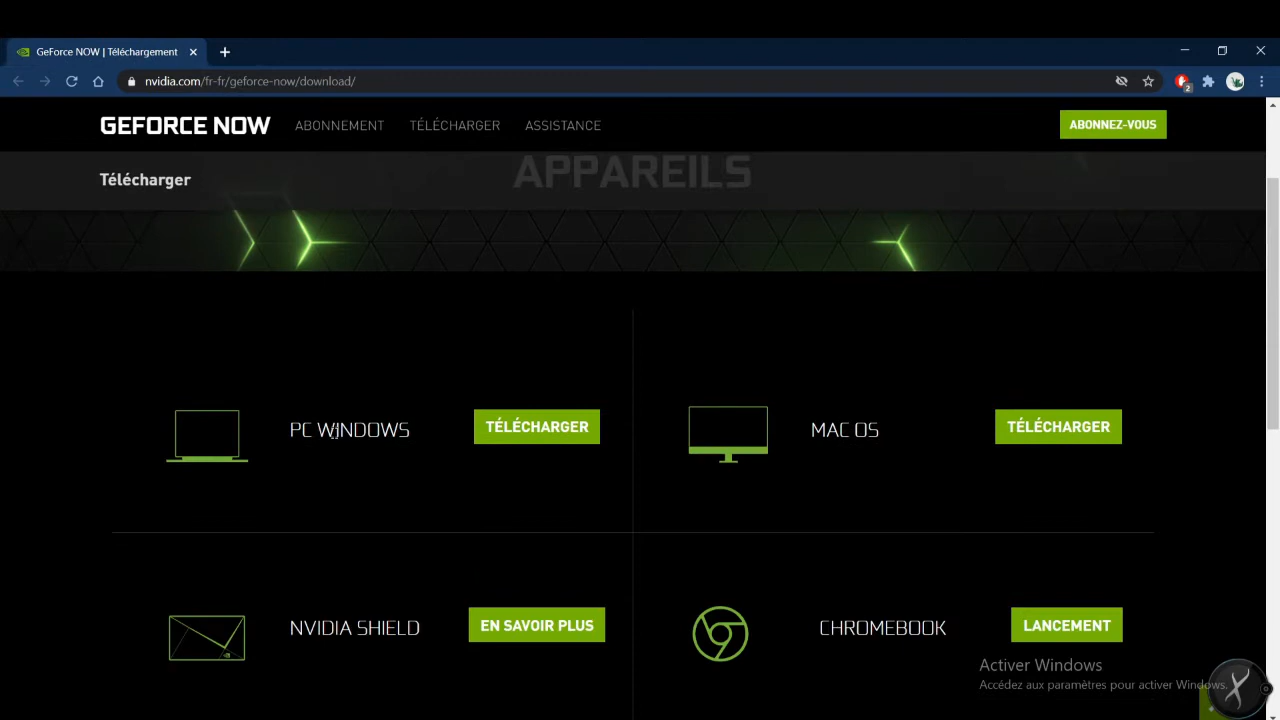 GeForce NOW | Téléchargement
nvidia.com/fr-fr/geforce-now/download/
2
GEFORCE NOW
ABONNEMENT
TÉLÉCHARGER
ASSISTANCE
ABONNEZ-VOUS
Télécharger
APPAREILS
PC WINDOWS
TÉLÉCHARGER
MAC OS
TÉLÉCHARGER
NVIDIA SHIELD
EN SAVOIR PLUS
CHROMEBOOK
LANCEMENT
Activer Windows
Accédez aux paramètres pour activer Windows.